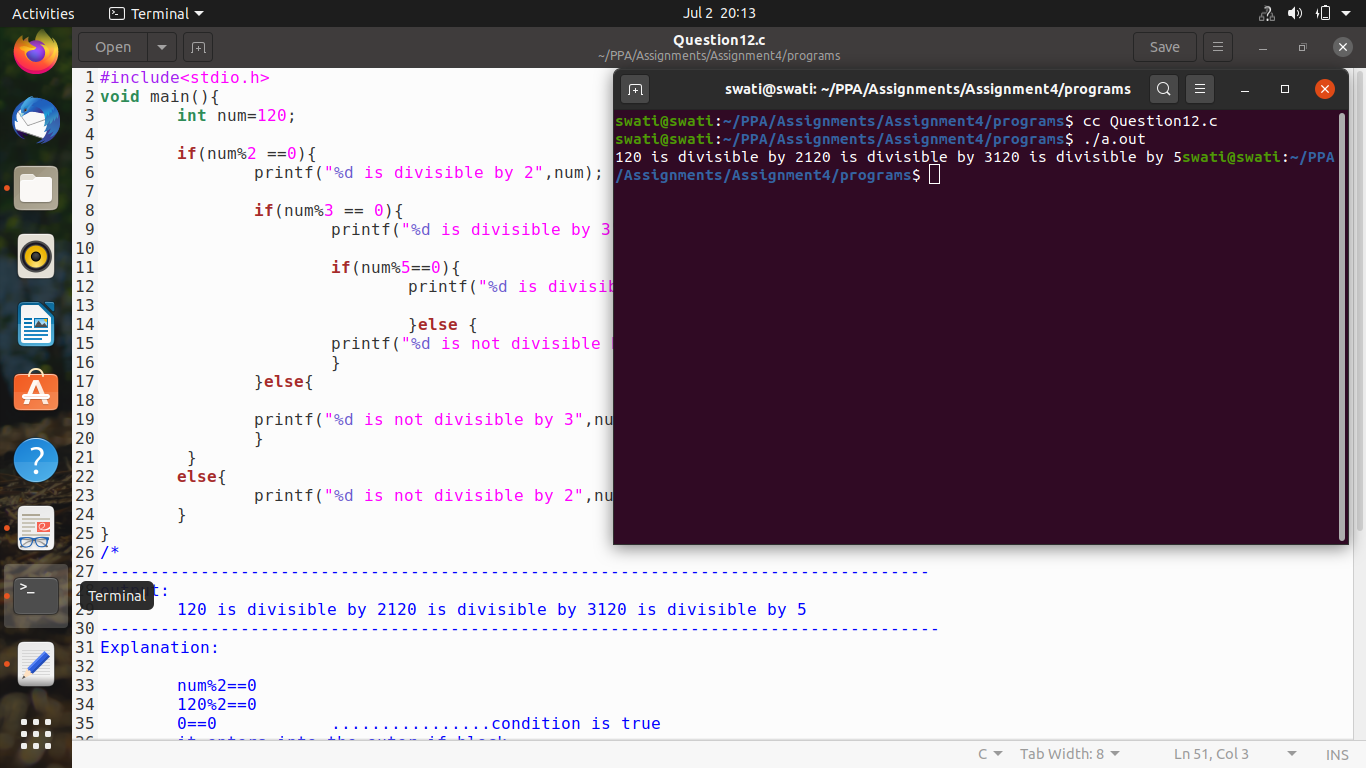 Activities Terminal Jul 2 20:13
Open Question12.c Save
~/PPA/Assignments/Assignment4/programs
1 #include<stdio.h>
2 void main(){
3 int num=120;
4
5 if(num%2 ==0){
6 printf("%d is divisible by 2",num);
7
8 if(num%3 == 0){
9 printf("%d is divisible by 3
10
11 if(num%5==0){
12 printf("%d is divisib
13
14 }else {
15 printf("%d is not divisible
16 }
17 }else{
18
19 printf("%d is not divisible by 3",nu
20 }
21 }
22 else{
23 printf("%d is not divisible by 2",nu
24 }
25 }
26 /*
27 -----------------------------------------------------------------------------------
t:
29 120 is divisible by 2120 is divisible by 3120 is divisible by 5
30 ------------------------------------------------------------------------------------
31 Explanation:
32
33 num%2==0
34 120%2==0
35 0==0 ................condition is true
swati@swati: ~/PPA/Assignments/Assignment4/programs
swati@swati:~/PPA/Assignments/Assignment4/programs$ cc Question12.c
swati@swati:~/PPA/Assignments/Assignment4/programs$ ./a.out
120 is divisible by 2120 is divisible by 3120 is divisible by 5swati@swati:~/PPA
/Assignments/Assignment4/programs$
Terminal
C Tab Width: 8 Ln 51, Col 3 INS